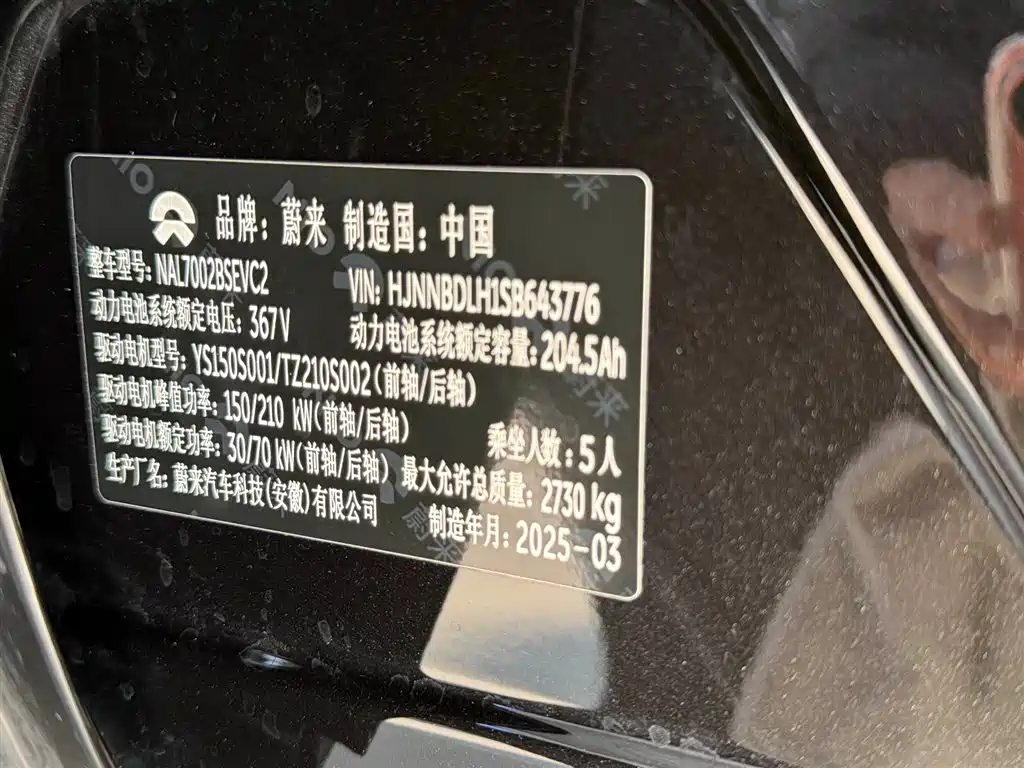 品牌：蔚来 制造国：中国
整车型号：NAL7002BSEVC2 VIN：HJNNBDLH1SB643776
动力电池系统额定电压：367V 动力电池系统额定容量：204.5Ah
驱动电机型号：YS150S001/TZ210S002(前轴/后轴)
驱动电机峰值功率：150/210 kW(前轴/后轴) 乘坐人数：5人
驱动电机额定功率：30/70 kW(前轴/后轴) 最大允许总质量：2730 kg
生产厂名：蔚来汽车科技(安徽)有限公司 制造年月：2025-03